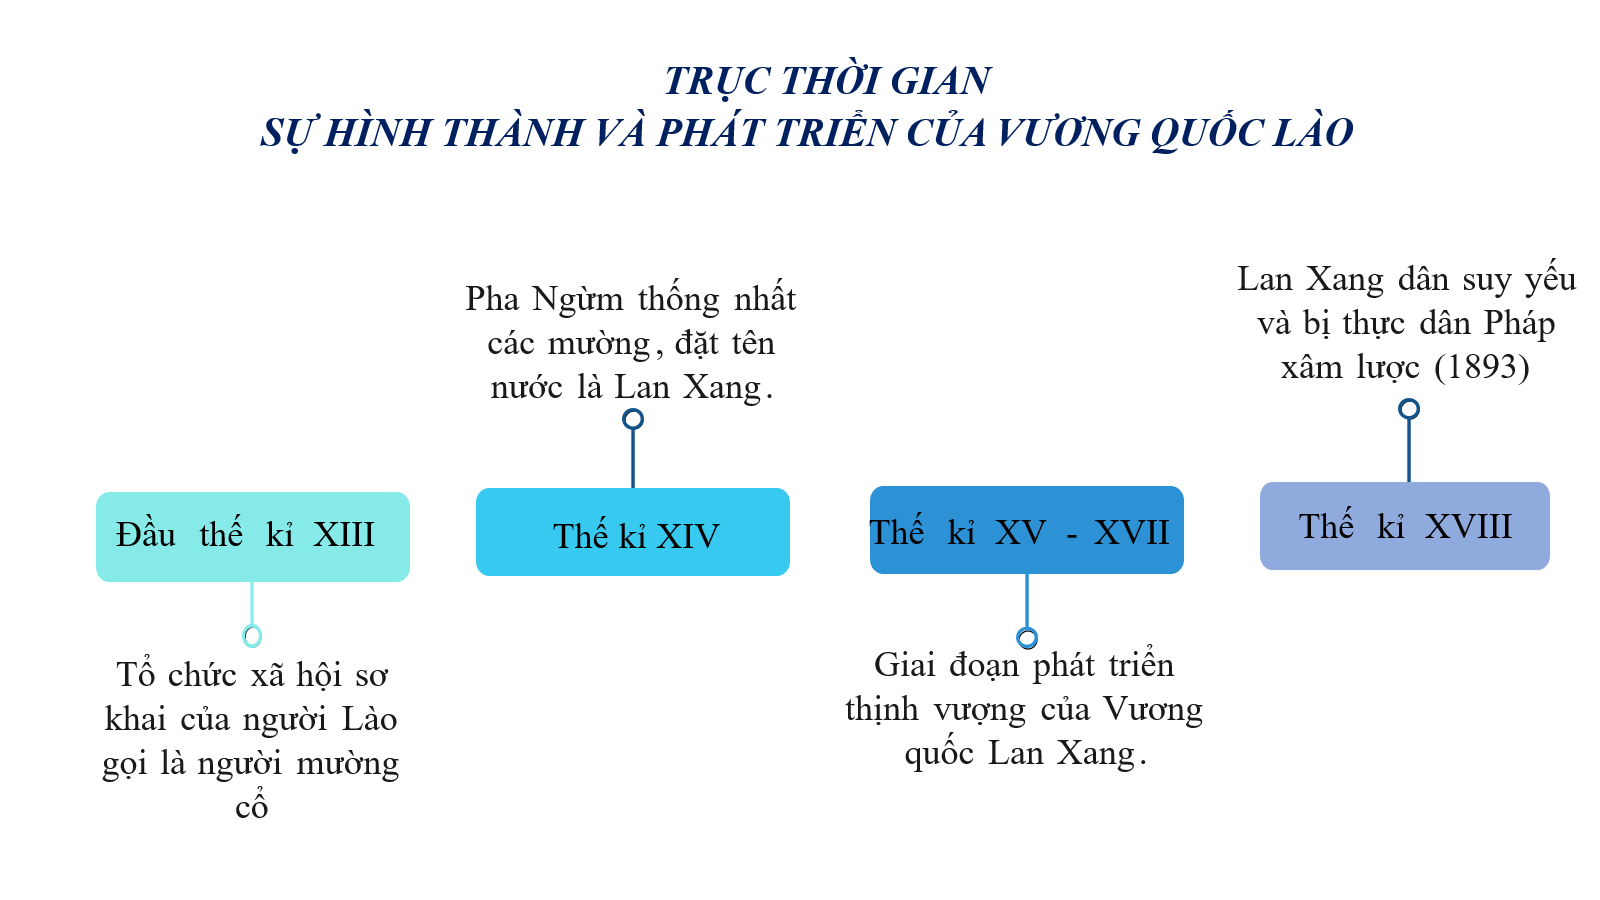 TRỤC THỜI GIAN
SỰ HÌNH THÀNH VÀ PHÁT TRIỂN CỦA VƯƠNG QUỐC LÀO
Đầu thế kỉ XIII
Tổ chức xã hội sơ
khai của người Lào
gọi là người mường
cổ
Pha Ngừm thống nhất
các mường, đặt tên
nước là Lan Xang.
Thế kỉ XIV
Thế kỉ XV - XVII
Giai đoạn phát triển
thịnh vượng của Vương
quốc Lan Xang.
Lan Xang dân suy yếu
và bị thực dân Pháp
xâm lược (1893)
Thế kỉ XVIII